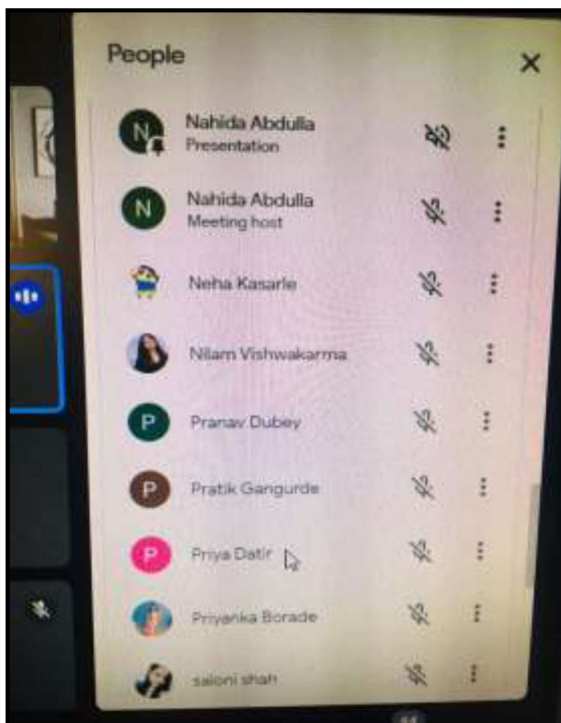 People
N
Nahida Abdulla
Presentation
N
Nahida Abdulla
Meeting host
Neha Kasarle
Nilam Vishwakarma
P
Pranav Dubey
P
Pratik Gangurde
P
Priya Datir
Priyanka Borade
saloni shah